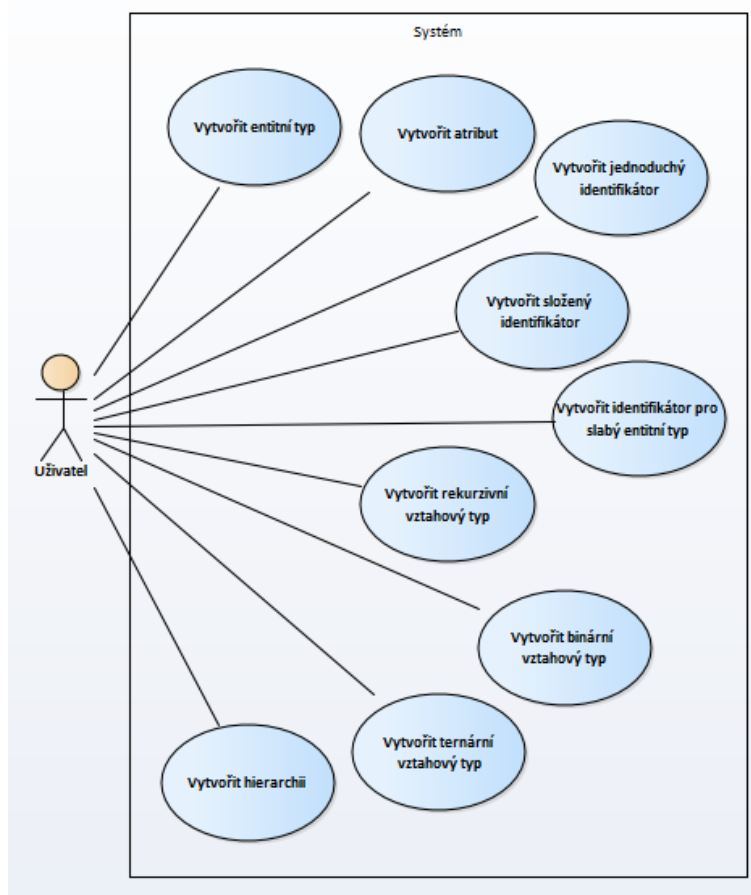 Systém
Vytvořit entitní typ
Vytvořit atribut
Vytvořit jednoduchý
identifikátor
Vytvořit složený
identifikátor
Vytvořit identifikátor pro
slabý entitní typ
Uživatel
Vytvořit rekurzivní
vztahový typ
Vytvořit binární
vztahový typ
Vytvořit ternární
vztahový typ
Vytvořit hierarchii